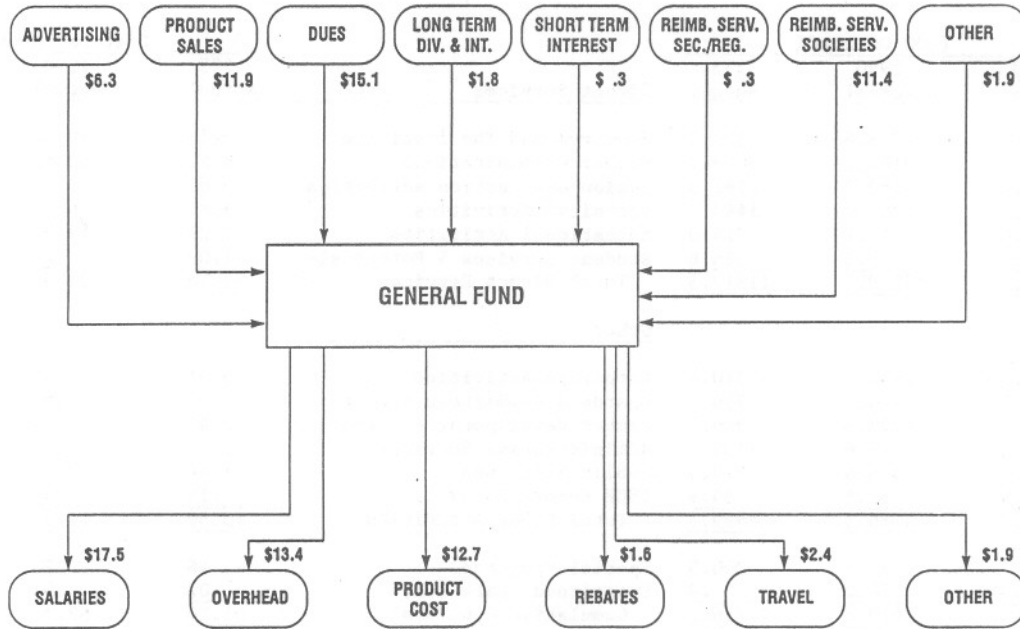 ADVERTISING
PRODUCT
SALES
DUES
LONG TERM
DIV. & INT.
SHORT TERM
INTEREST
REIMB. SERV.
SEC./REG.
REIMB. SERV.
SOCIETIES
OTHER
$6.3
$11.9
$15.1
$1.8
$ .3
$ .3
$11.4
$1.9
GENERAL FUND
$17.5
$13.4
$12.7
$1.6
$2.4
$1.9
SALARIES
OVERHEAD
PRODUCT
COST
REBATES
TRAVEL
OTHER